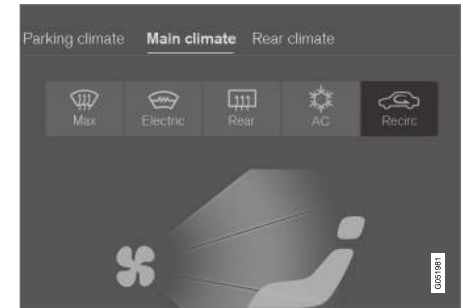 Parking climate Main climate Rear climate
Max Electric Rear AC Recirc
G051981